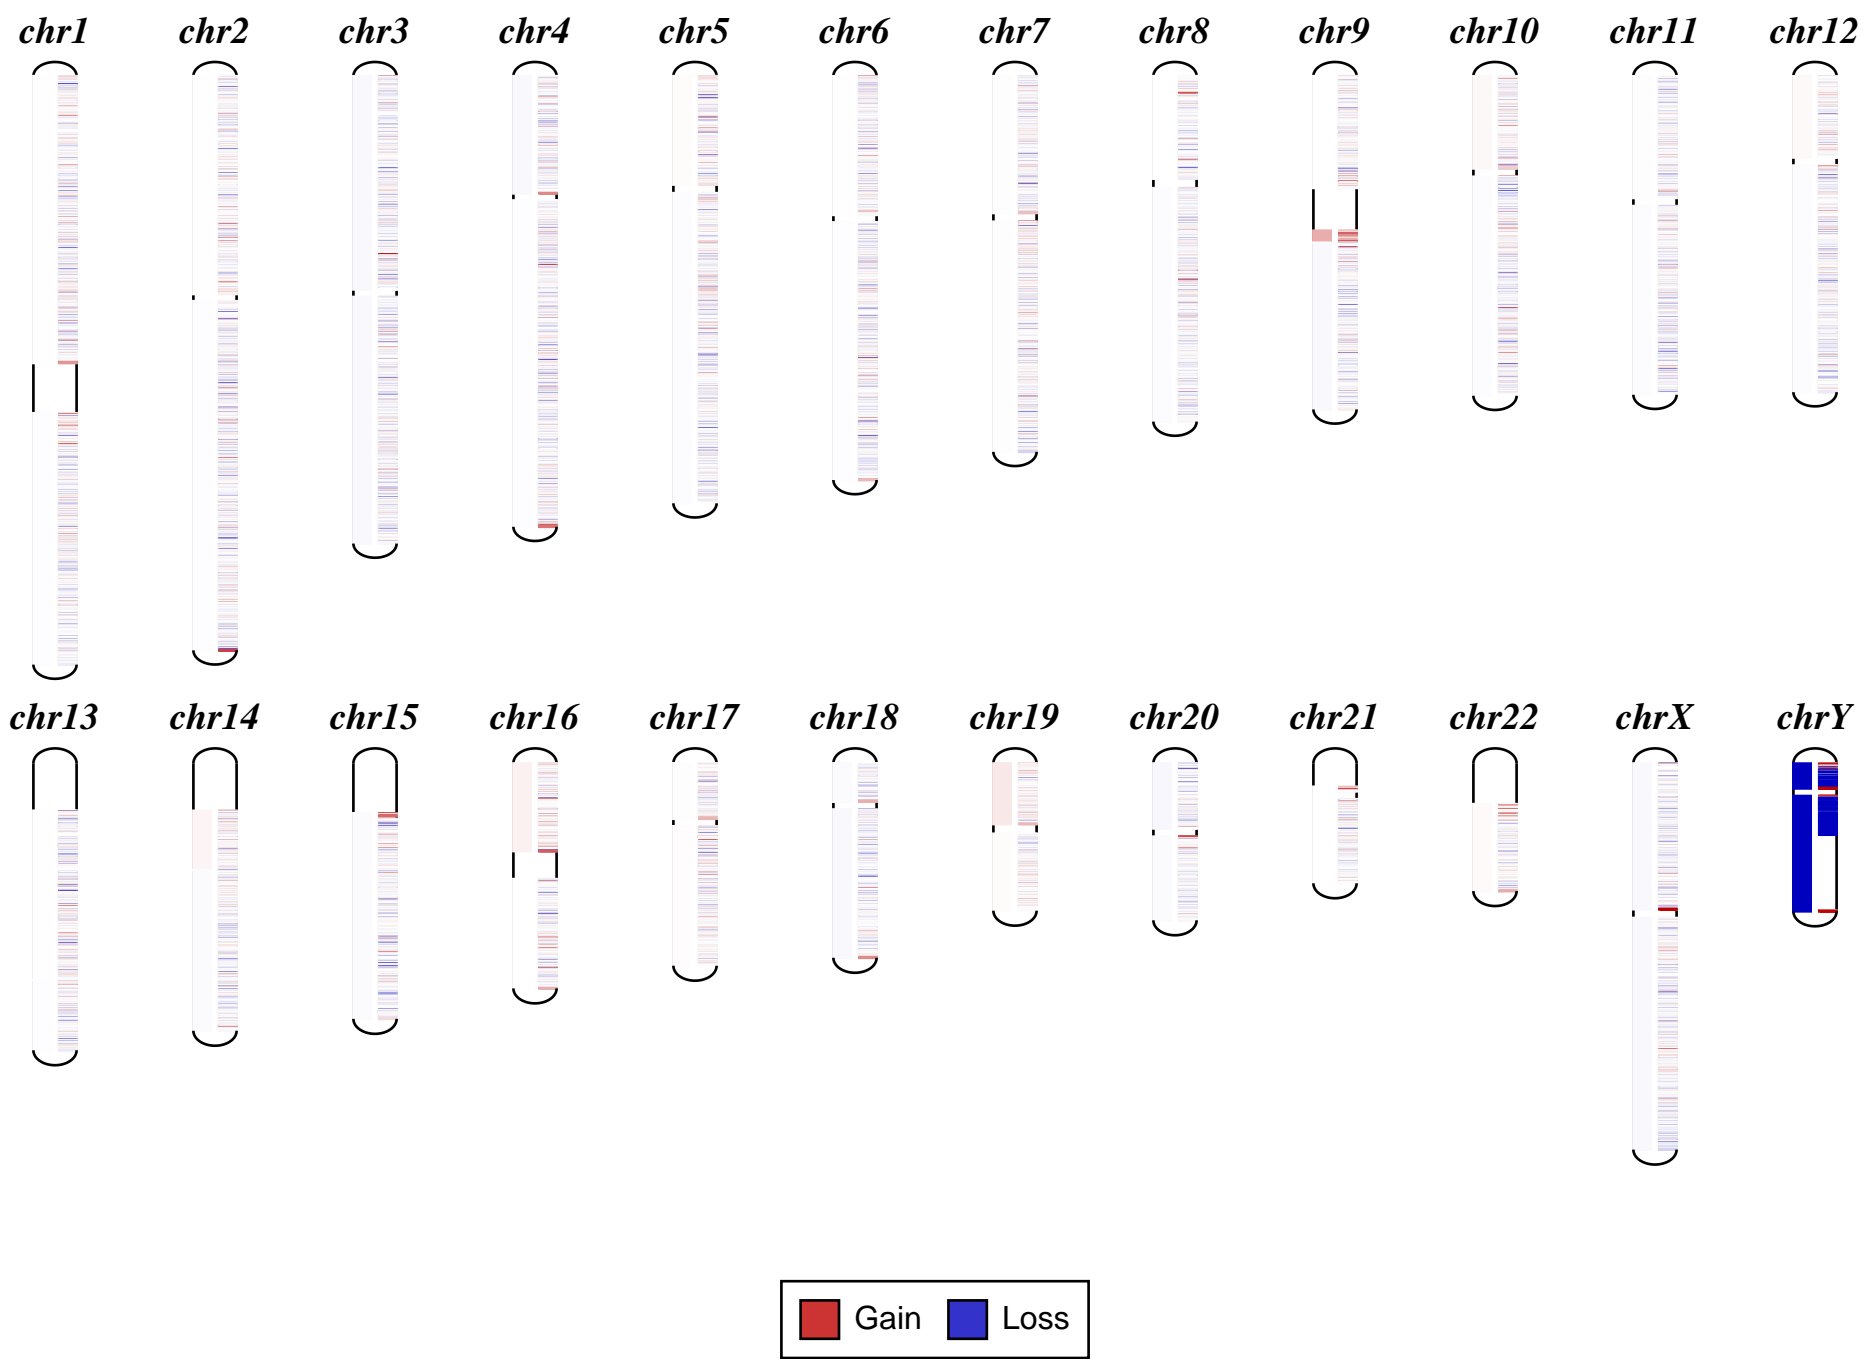 chr1 chr2 chr3 chr4 chr5 chr6 chr7 chr8 chr9 chr10 chr11 chr12
chr13 chr14 chr15 chr16 chr17 chr18 chr19 chr20 chr21 chr22 chrX chrY
Gain Loss